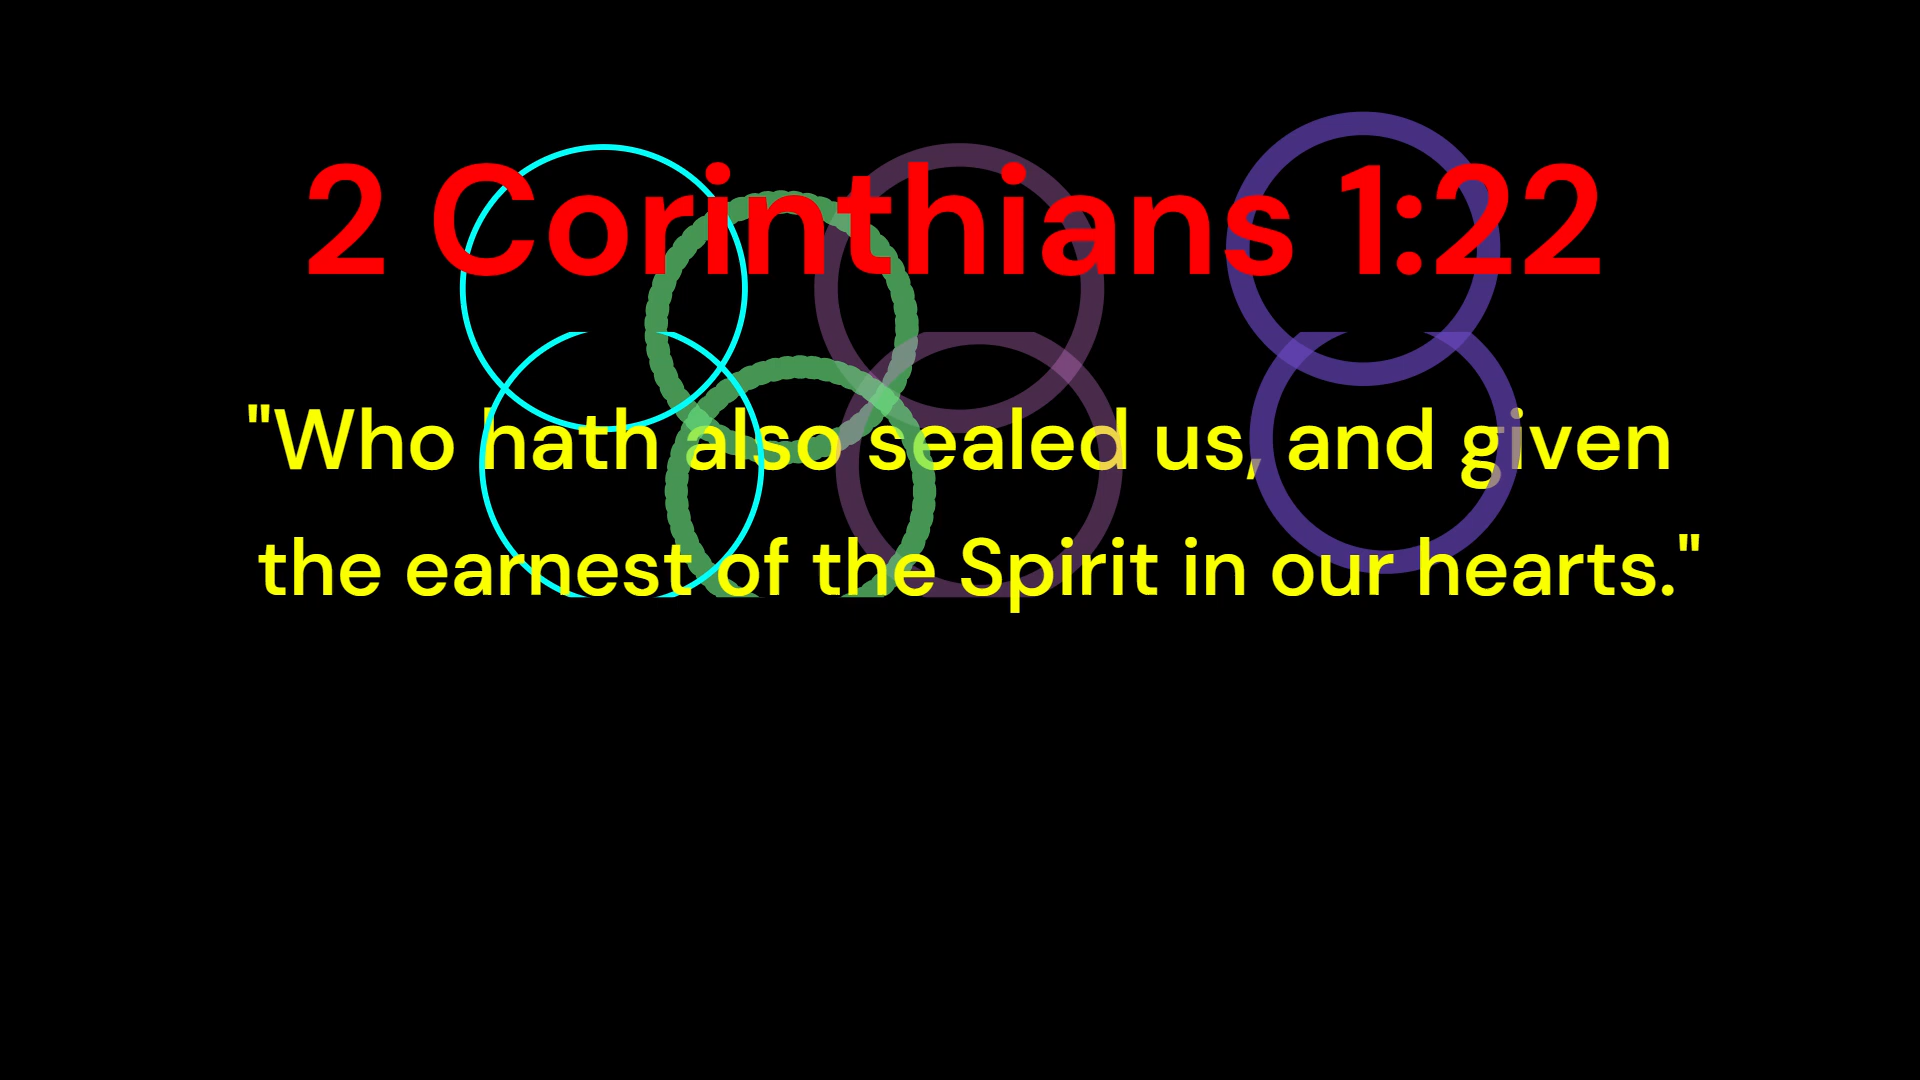 2 Corinthians 1:22
"Who hath also sealed us, and given
the earnest of the Spirit in our hearts."